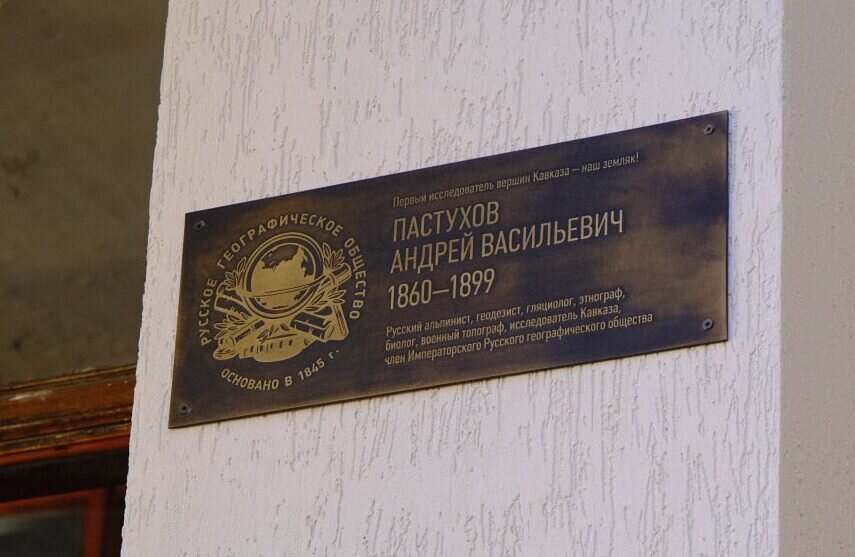 РУССКОЕ ГЕОГРАФИЧЕСКОЕ ОБЩЕСТВО
ОСНОВАНО В 1845 г.
Первый исследователь вершин Кавказа — наш земляк!
ПАСТУХОВ
АНДРЕЙ ВАСИЛЬЕВИЧ
1860—1899
Русский альпинист, геодезист, гляциолог, этнограф,
биолог, военный топограф, исследователь Кавказа,
член Императорского Русского географического общества